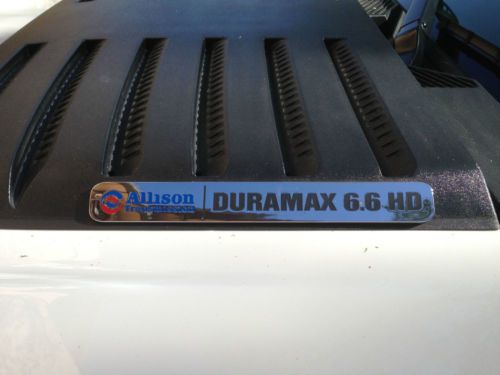 Allison DURAMAX 6.6 HD
Transmission